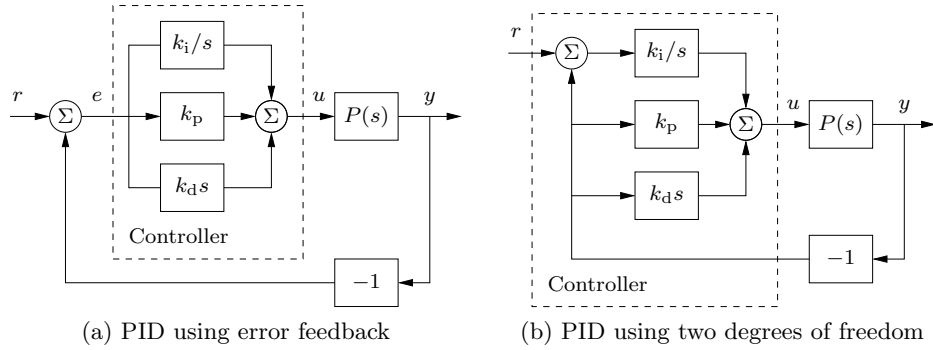 k_i/s
r
e
Σ
k_p
Σ
u
P(s)
y
k_d s
Controller
−1
(a) PID using error feedback
r
Σ
k_i/s
k_p
Σ
u
P(s)
y
k_d s
−1
Controller
(b) PID using two degrees of freedom